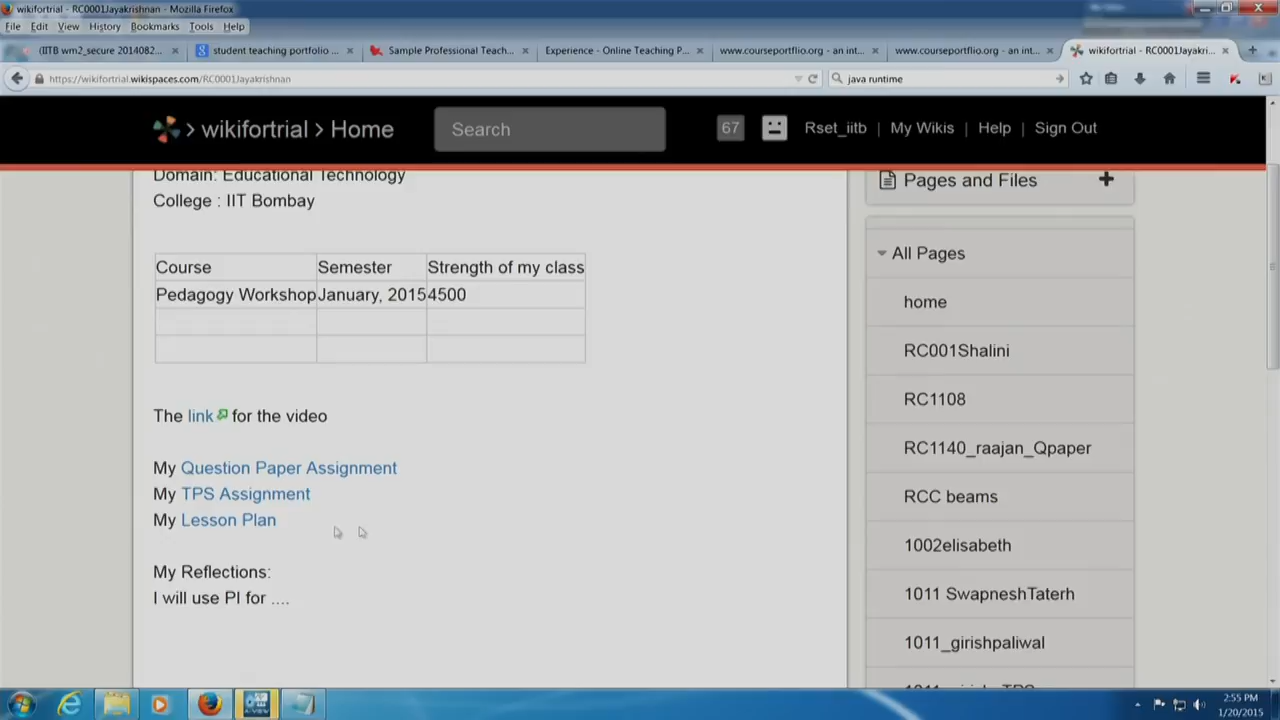 wikifortrial - RC0001Jayakrishnan - Mozilla Firefox
File Edit View History Bookmarks Tools Help
(IITB wm2_secure 2014082...
student teaching portfolio ...
Sample Professional Teach...
Experience - Online Teaching P...
www.courseportflio.org - an int...
www.courseportflio.org - an int...
wikifortrial - RC0001Jayakri...
https://wikifortrial.wikispaces.com/RC0001Jayakrishnan
java runtime
> wikifortrial > Home
Search
67
Rset_iitb | My Wikis | Help | Sign Out
Domain: Educational Technology
College : IIT Bombay
Course Semester Strength of my class
Pedagogy Workshop January, 2015 4500
The link for the video
My Question Paper Assignment
My TPS Assignment
My Lesson Plan
My Reflections:
I will use PI for ....
Pages and Files +
All Pages
home
RC001Shalini
RC1108
RC1140_raajan_Qpaper
RCC beams
1002elisabeth
1011 SwapneshTaterh
1011_girishpaliwal
2:55 PM
1/20/2015